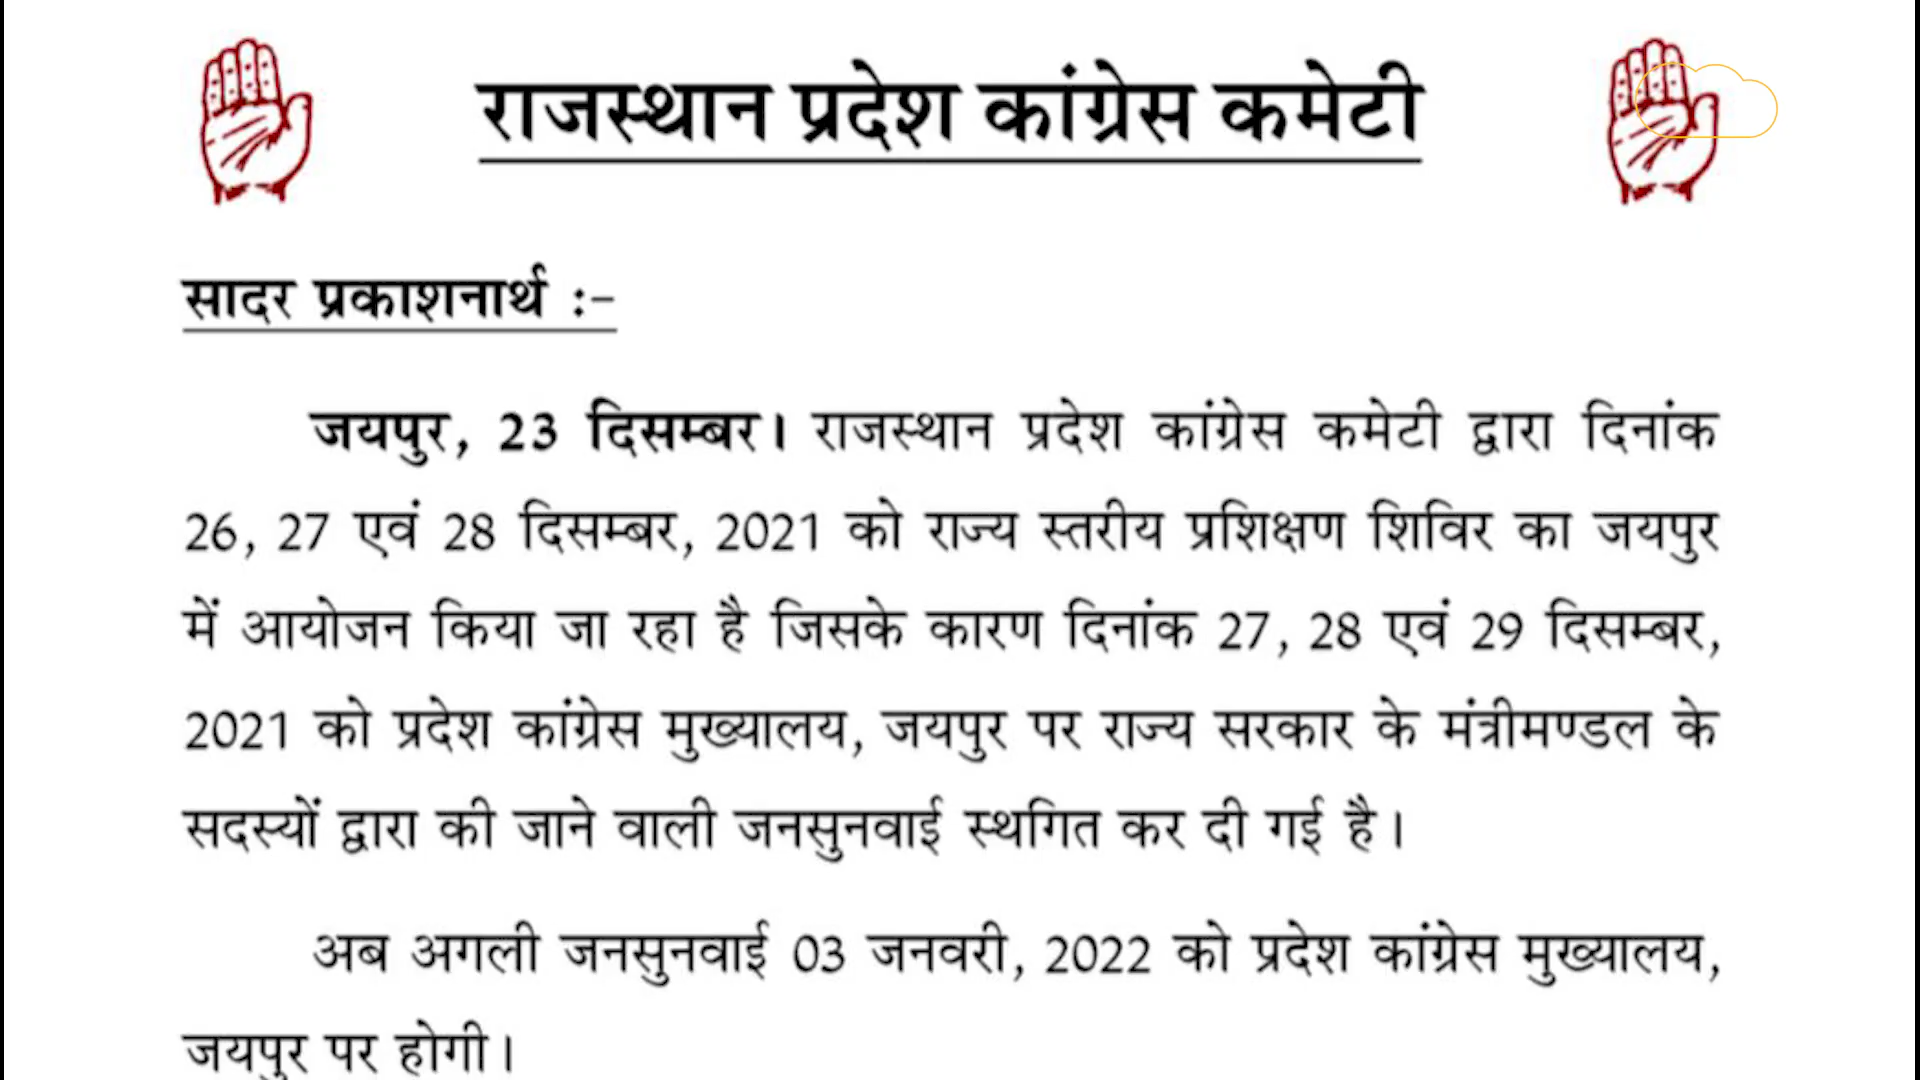 राजस्थान प्रदेश कांग्रेस कमेटी
सादर प्रकाशनार्थ :-
जयपुर, 23 दिसम्बर। राजस्थान प्रदेश कांग्रेस कमेटी द्वारा दिनांक
26, 27 एवं 28 दिसम्बर, 2021 को राज्य स्तरीय प्रशिक्षण शिविर का जयपुर
में आयोजन किया जा रहा है जिसके कारण दिनांक 27, 28 एवं 29 दिसम्बर,
2021 को प्रदेश कांग्रेस मुख्यालय, जयपुर पर राज्य सरकार के मंत्रीमण्डल के
सदस्यों द्वारा की जाने वाली जनसुनवाई स्थगित कर दी गई है।
अब अगली जनसुनवाई 03 जनवरी, 2022 को प्रदेश कांग्रेस मुख्यालय,
जयपुर पर होगी।